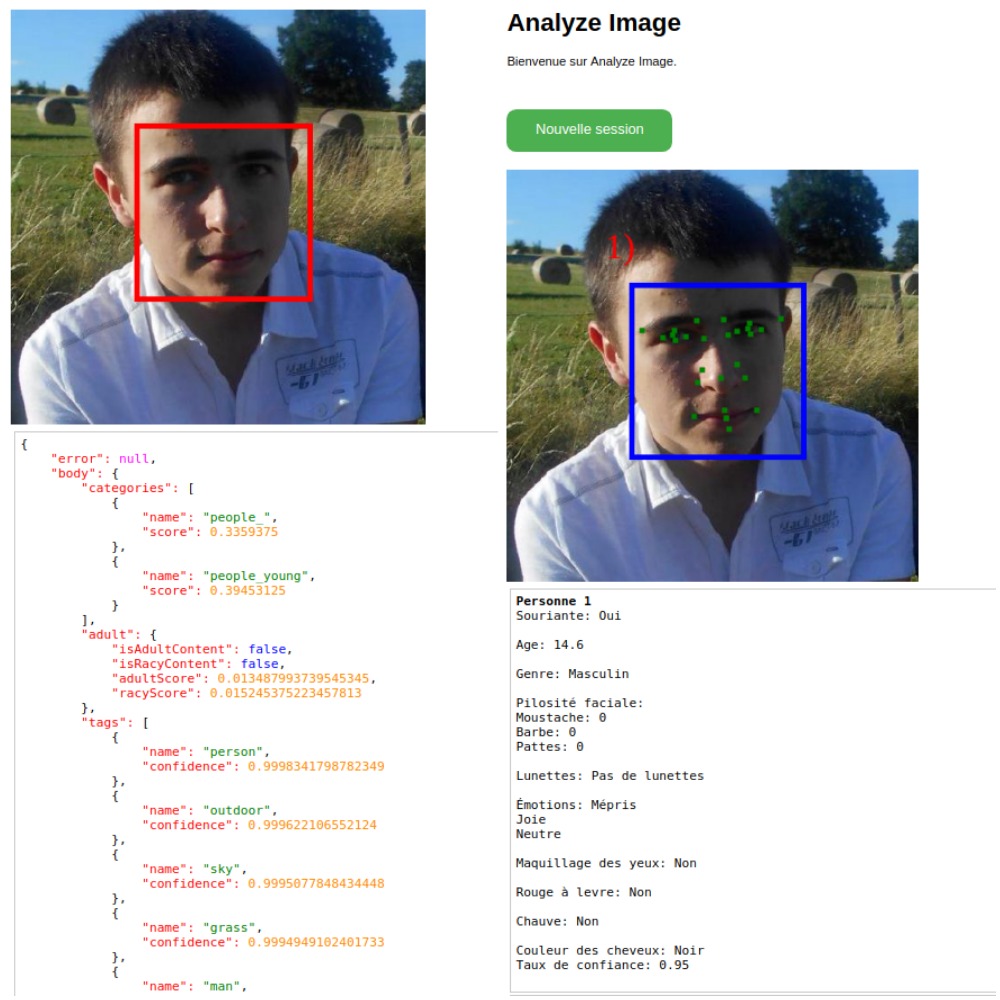 {
"error": null,
"body": {
"categories": [
{
"name": "people_",
"score": 0.3359375
},
{
"name": "people_young",
"score": 0.39453125
}
],
"adult": {
"isAdultContent": false,
"isRacyContent": false,
"adultScore": 0.013487993739545345,
"racyScore": 0.015245375223457813
},
"tags": [
{
"name": "person",
"confidence": 0.9998341798782349
},
{
"name": "outdoor",
"confidence": 0.999622106552124
},
{
"name": "sky",
"confidence": 0.9995077848434448
},
{
"name": "grass",
"confidence": 0.9994949102401733
},
{
"name": "man",
Analyze Image
Bienvenue sur Analyze Image.
Nouvelle session
1)
Personne 1
Souriante: Oui
Age: 14.6
Genre: Masculin
Pilosité faciale:
Moustache: 0
Barbe: 0
Pattes: 0
Lunettes: Pas de lunettes
Émotions: Mépris
Joie
Neutre
Maquillage des yeux: Non
Rouge à levre: Non
Chauve: Non
Couleur des cheveux: Noir
Taux de confiance: 0.95